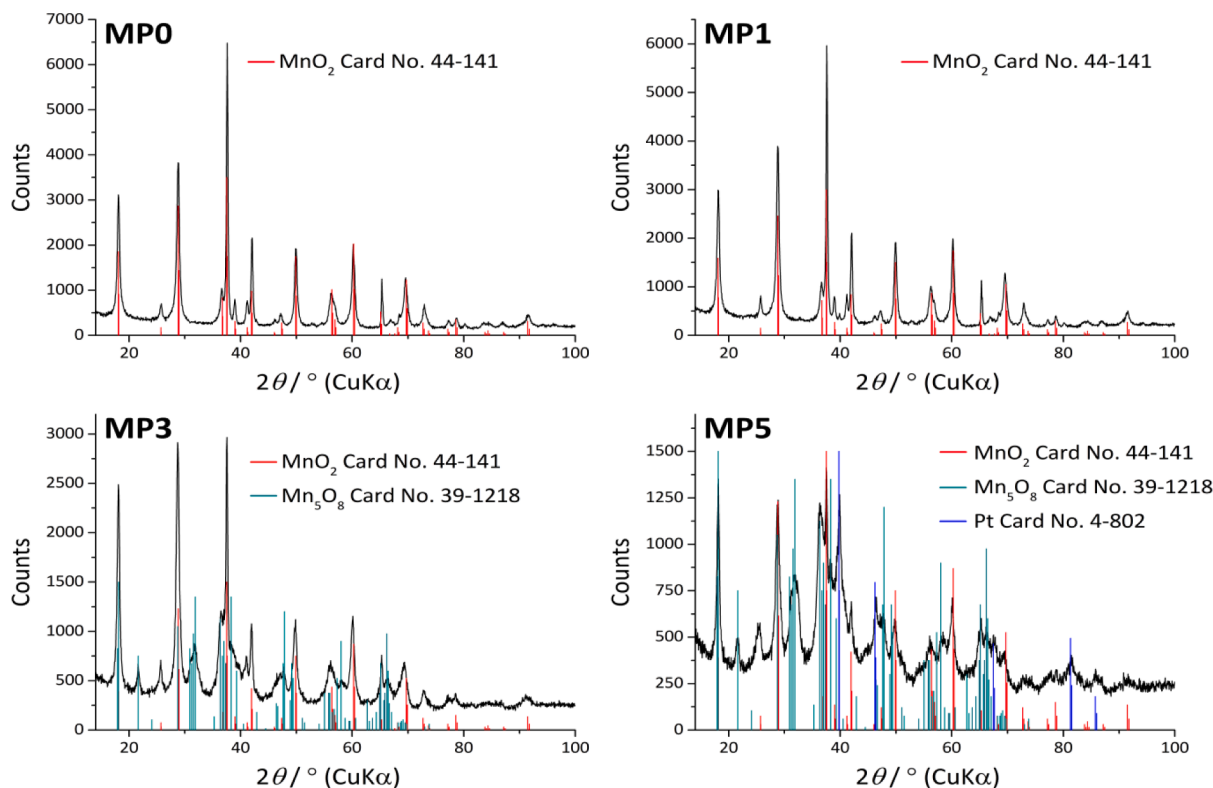 MP0
MnO₂ Card No. 44-141
7000
6000
5000
4000
3000
2000
1000
0
Counts
20 40 60 80 100
2θ / ° (CuKα)
MP1
MnO₂ Card No. 44-141
6000
5000
4000
3000
2000
1000
0
Counts
20 40 60 80 100
2θ / ° (CuKα)
MP3
MnO₂ Card No. 44-141
Mn₅O₈ Card No. 39-1218
3000
2500
2000
1500
1000
500
0
Counts
20 40 60 80 100
2θ / ° (CuKα)
MP5
MnO₂ Card No. 44-141
Mn₅O₈ Card No. 39-1218
Pt Card No. 4-802
1500
1250
1000
750
500
250
0
Counts
20 40 60 80 100
2θ / ° (CuKα)